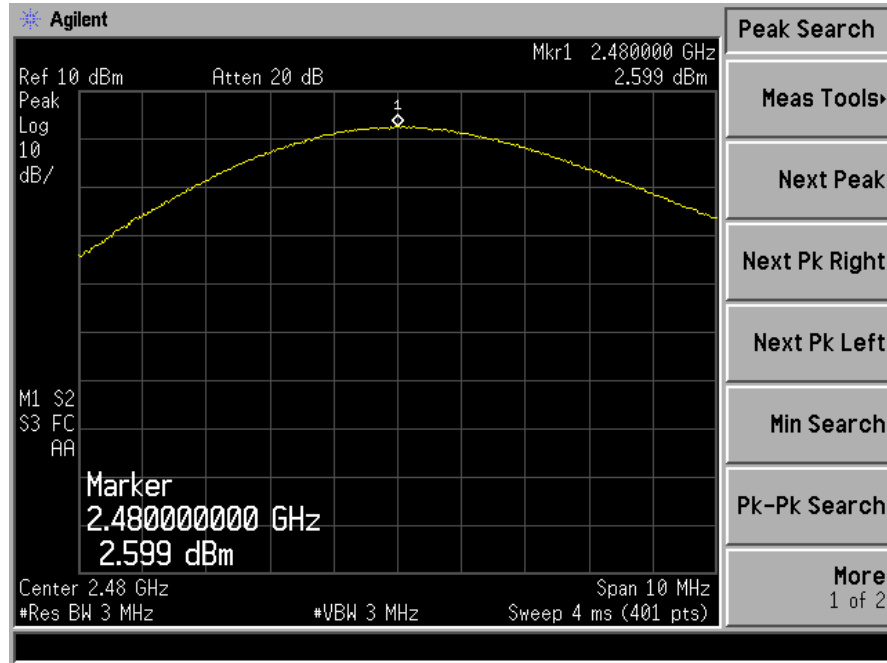 Agilent
Peak Search
Mkr1 2.480000 GHz
Ref 10 dBm Atten 20 dB 2.599 dBm
Peak
Log
10
dB/
1
Meas Tools
Next Peak
Next Pk Right
Next Pk Left
M1 S2
S3 FC
AA
Min Search
Marker
2.480000000 GHz
2.599 dBm
Pk-Pk Search
Center 2.48 GHz Span 10 MHz
#Res BW 3 MHz #VBW 3 MHz Sweep 4 ms (401 pts)
More
1 of 2